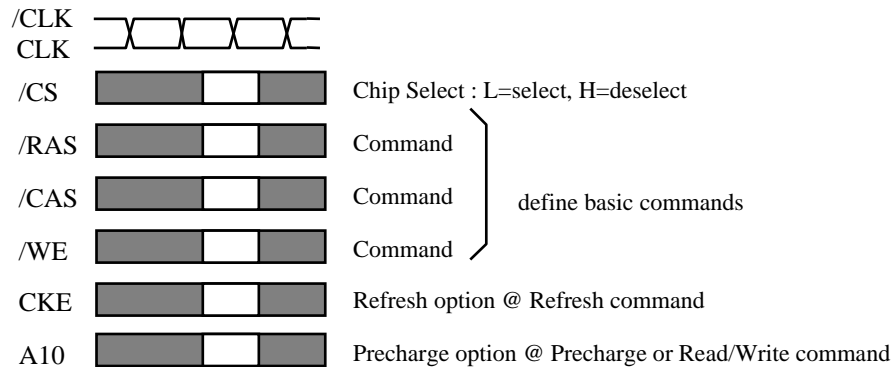 /CLK
CLK
/CS Chip Select : L=select, H=deselect
/RAS Command
/CAS Command define basic commands
/WE Command
CKE Refresh option @ Refresh command
A10 Precharge option @ Precharge or Read/Write command